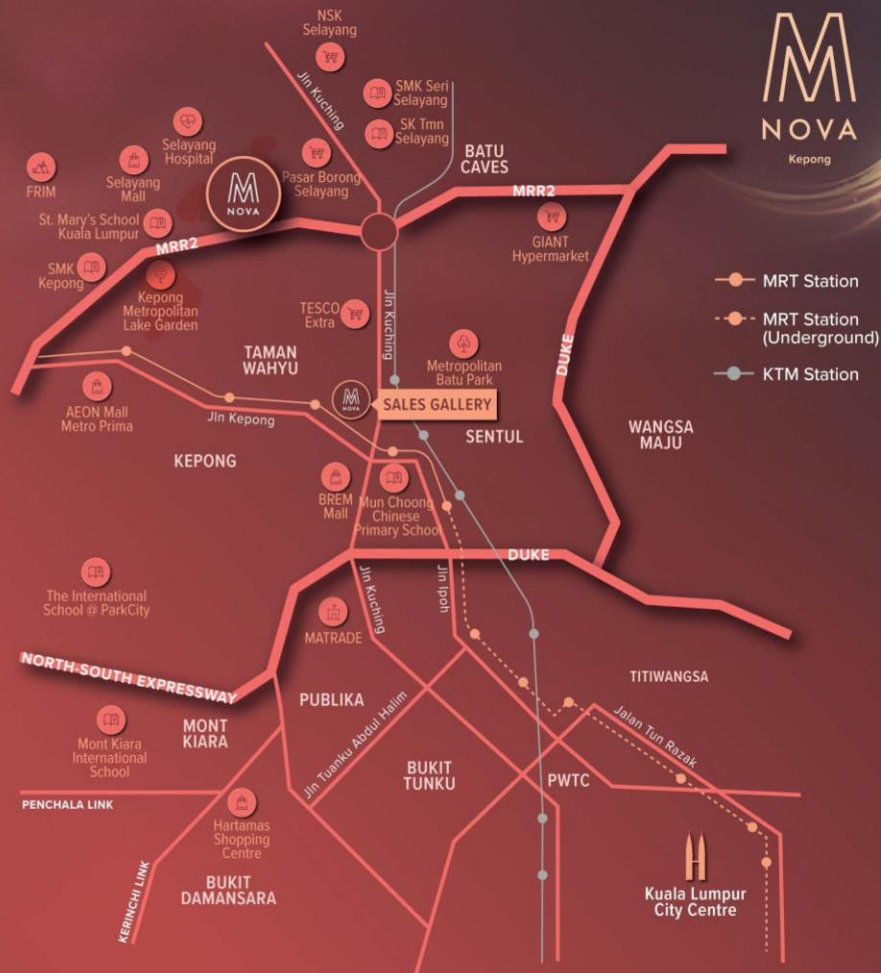 NSK
Selayang
Jln Kuching
SMK Seri
Selayang
SK Tmn
Selayang
M
NOVA
Kepong
Selayang
Hospital
Selayang
Mall
FRIM
M
NOVA
Pasar Borong
Selayang
BATU
CAVES
MRR2
St. Mary's School
Kuala Lumpur
MRR2
SMK
Kepong
Kepong
Metropolitan
Lake Garden
GIANT
Hypermarket
MRT Station
MRT Station
(Underground)
KTM Station
TESCO
Extra
Jln Kuching
DUKE
TAMAN
WAHYU
Metropolitan
Batu Park
AEON Mall
Metro Prima
Jln Kepong
M
NOVA
SALES GALLERY
SENTUL
WANGSA
MAJU
KEPONG
BREM
Mall
Mun Choong
Chinese
Primary School
DUKE
The International
School @ ParkCity
Jln Kuching
Jln Ipoh
MATRADE
NORTH-SOUTH EXPRESSWAY
TITIWANGSA
PUBLIKA
MONT
KIARA
Mont Kiara
International
School
Jln Tuanku Abdul Halim
Jalan Tun Razak
BUKIT
TUNKU
PWTC
PENCHALA LINK
Hartamas
Shopping
Centre
KERINCHI LINK
BUKIT
DAMANSARA
Kuala Lumpur
City Centre